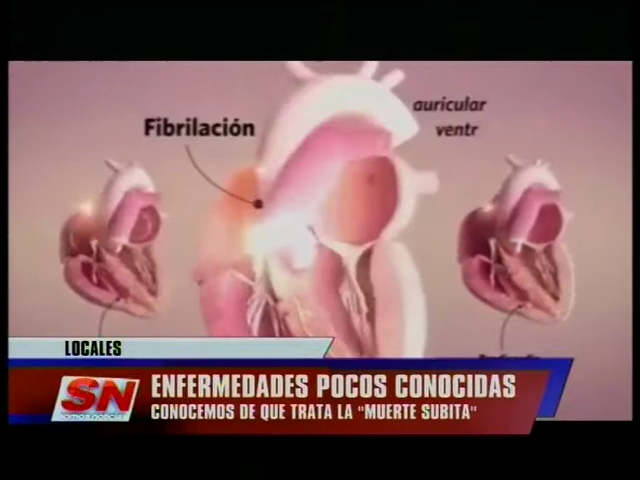 Fibrilación
auricular
ventr
LOCALES
SN
ENFERMEDADES POCOS CONOCIDAS
CONOCEMOS DE QUE TRATA LA "MUERTE SUBITA"